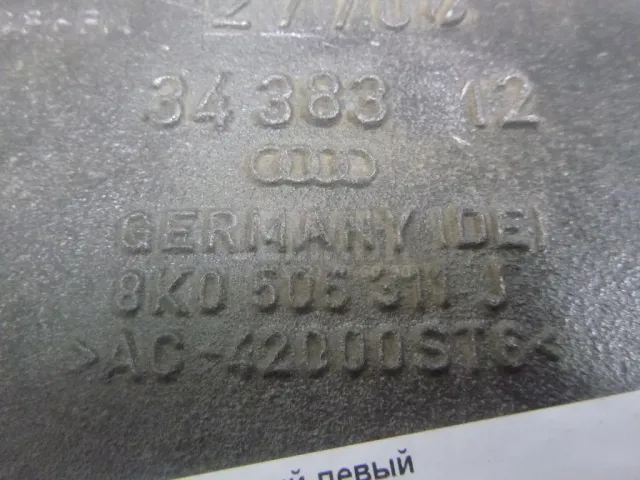 34 383 12
GERMANY (DE)
8K0 505 311 J
>AC-42000ST6<
левый